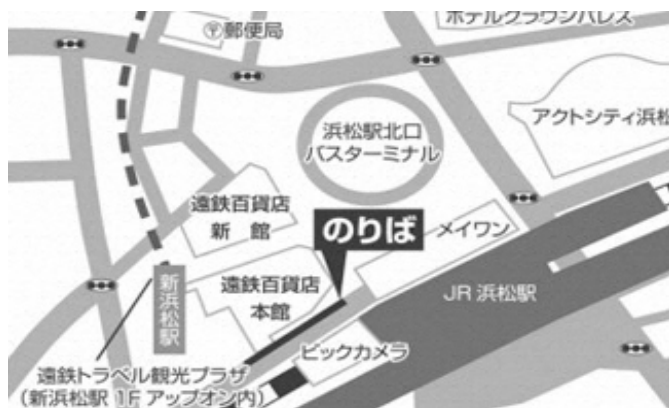 ホテルクラウンパレス
〒郵便局
浜松駅北口
バスターミナル
アクトシティ浜松
遠鉄百貨店
新館
のりば
メイワン
新浜松駅
遠鉄百貨店
本館
JR 浜松駅
ビックカメラ
遠鉄トラベル観光プラザ
(新浜松駅 1F アップオン内)